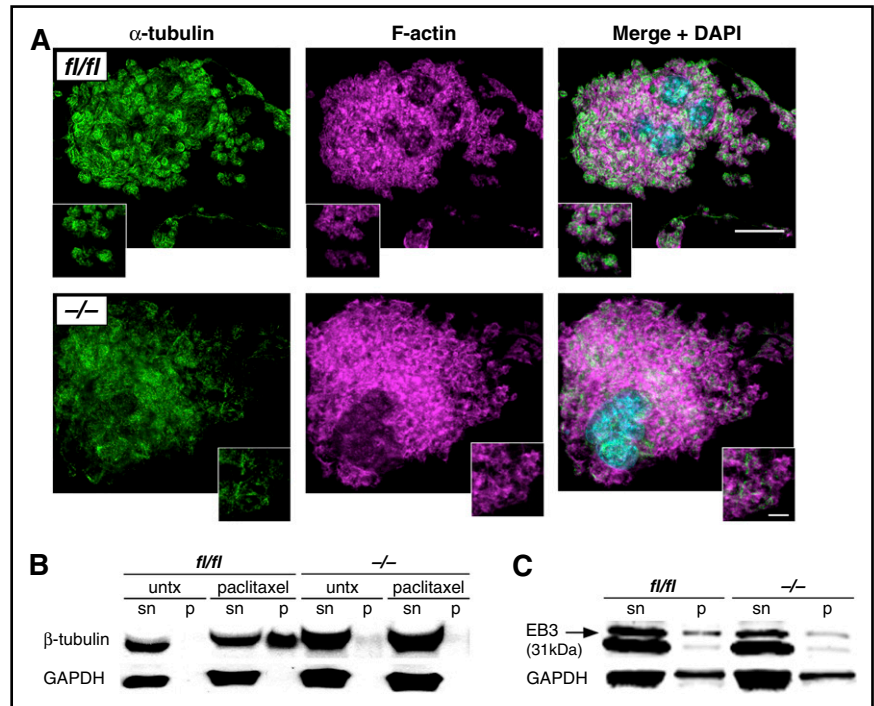 A
α-tubulin F-actin Merge + DAPI
fl/fl
–/–
B
fl/fl –/–
untx paclitaxel untx paclitaxel
sn p sn p sn p sn p
β-tubulin
GAPDH
C
fl/fl –/–
sn p sn p
EB3
(31kDa)
GAPDH